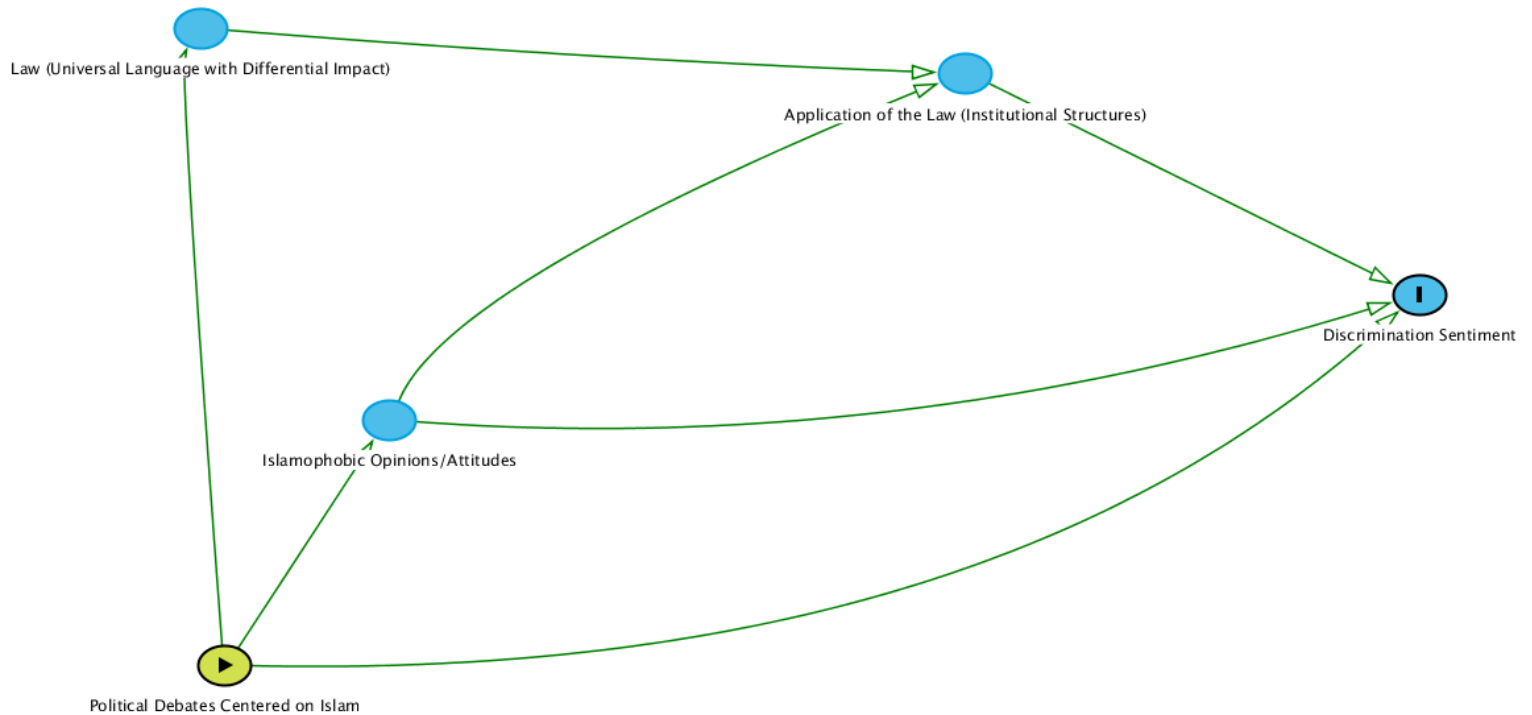 Law (Universal Language with Differential Impact)
Application of the Law (Institutional Structures)
Discrimination Sentiment
Islamophobic Opinions/Attitudes
Political Debates Centered on Islam